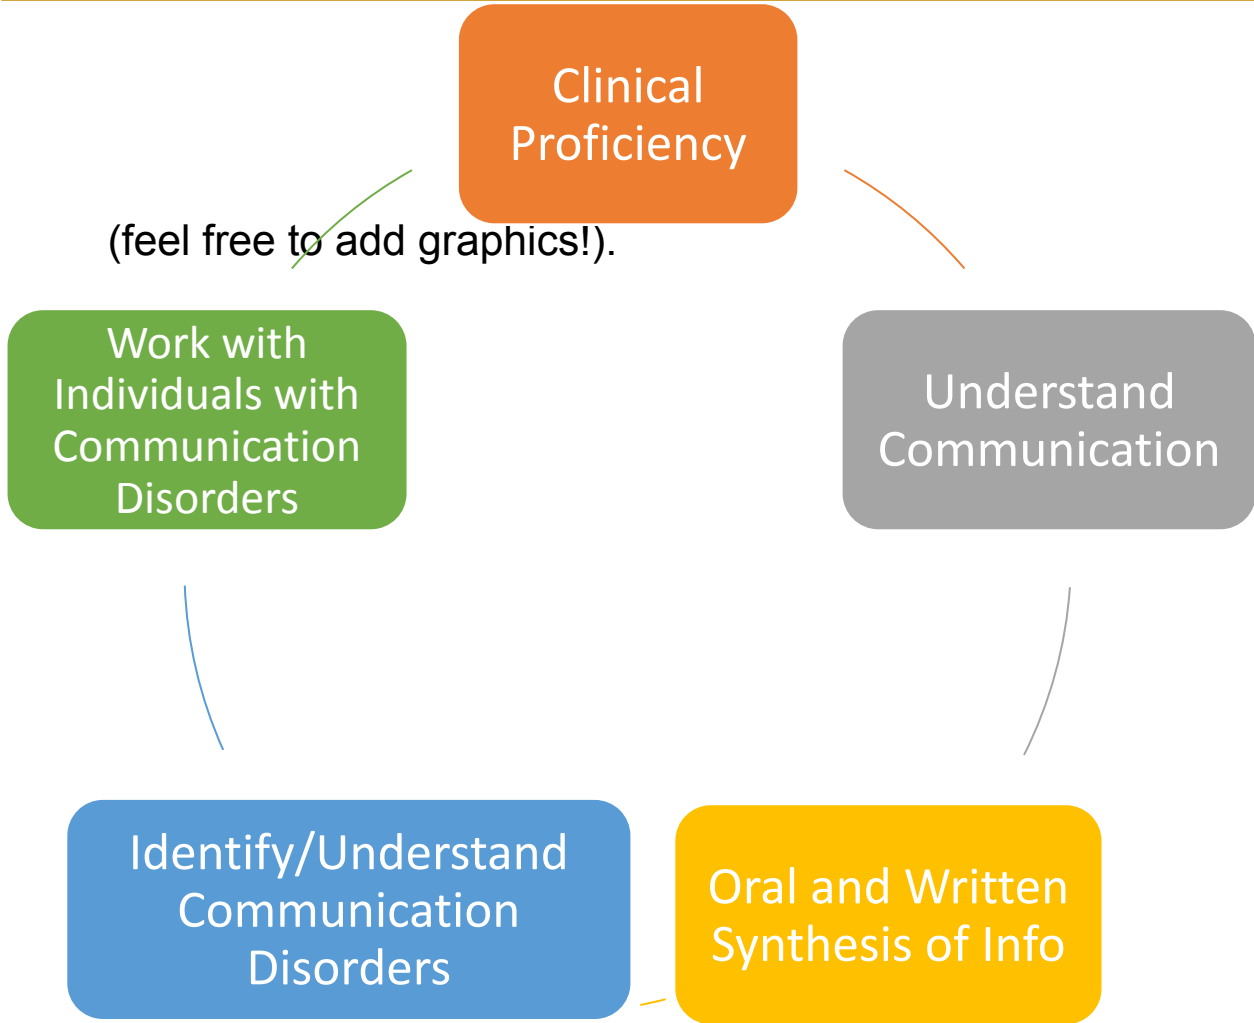 Clinical
Proficiency
(feel free to add graphics!).
Work with
Individuals with
Communication
Disorders
Understand
Communication
Identify/Understand
Communication
Disorders
Oral and Written
Synthesis of Info